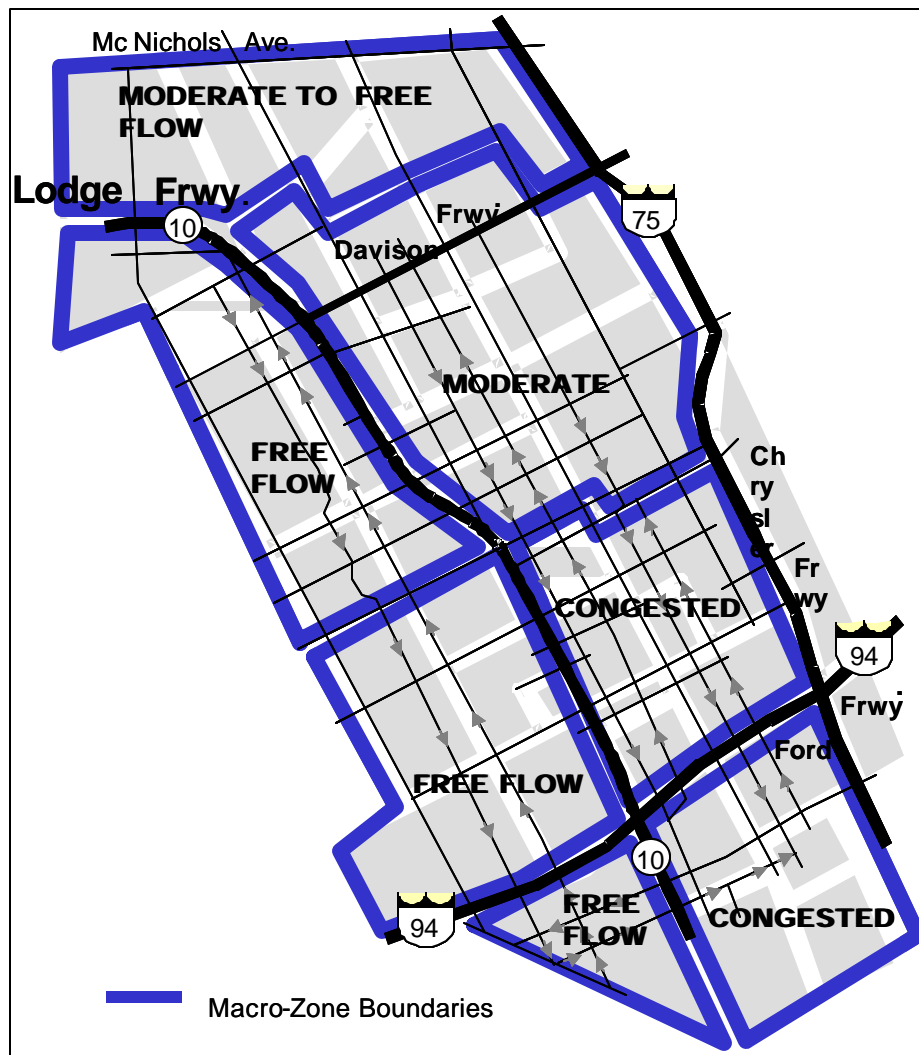 Mc Nichols Ave.
MODERATE TO FREE
FLOW
Lodge Frwy.
10
75
Frwy.
Davison
MODERATE
FREE
FLOW
Ch
ry
sl
er
Fr
wy
CONGESTED
94
Frwy.
Ford
FREE FLOW
10
FREE
FLOW
CONGESTED
94
Macro-Zone Boundaries